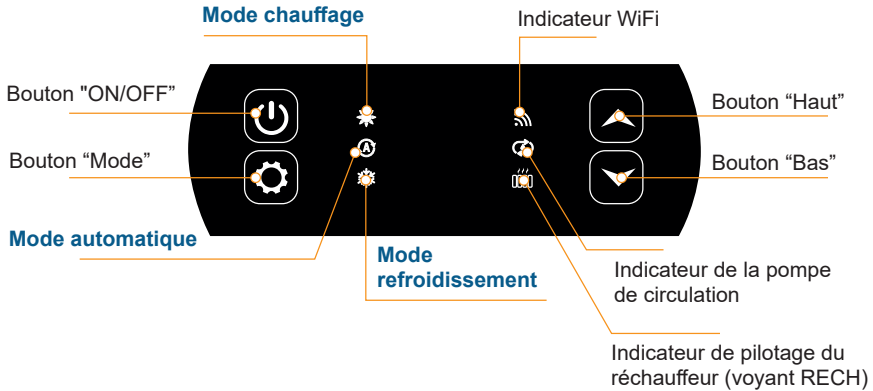 Mode chauffage
Indicateur WiFi
Bouton "ON/OFF”
Bouton “Haut”
Bouton “Mode”
Bouton “Bas”
A
Mode automatique
Mode
refroidissement
Indicateur de la pompe
de circulation
Indicateur de pilotage du
réchauffeur (voyant RECH)